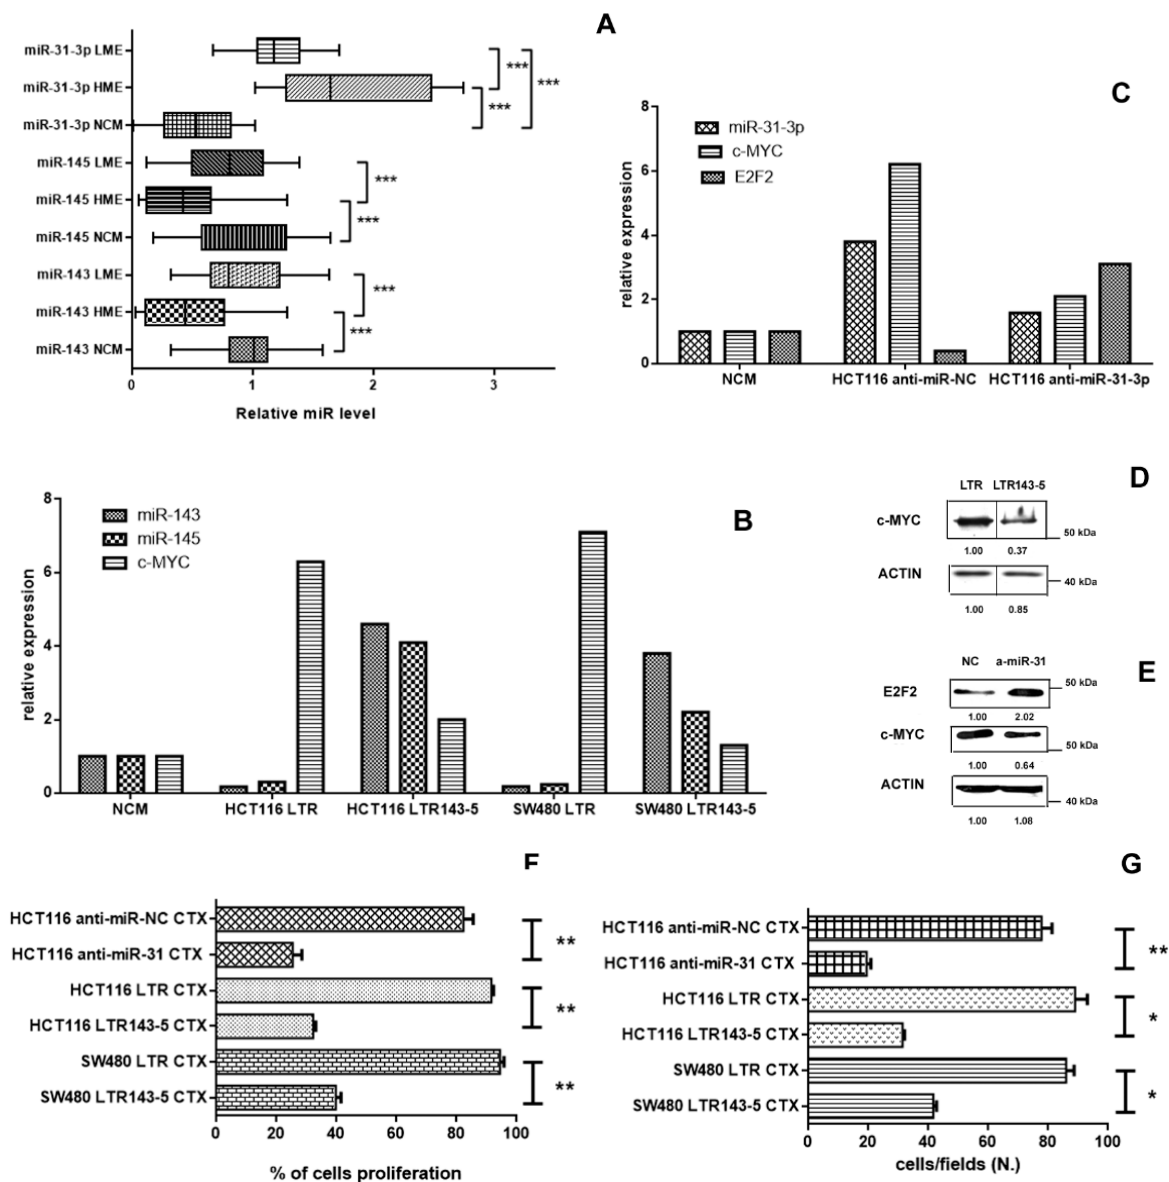 A
miR-31-3p LME
***
***
miR-31-3p HME
***
miR-31-3p NCM
miR-145 LME
***
miR-145 HME
***
miR-145 NCM
miR-143 LME
***
miR-143 HME
***
miR-143 NCM
0 1 2 3
Relative miR level
C
8
6
4
2
0
relative expression
miR-31-3p
c-MYC
E2F2
NCM HCT116 anti-miR-NC HCT116 anti-miR-31-3p
B
8
6
4
2
0
relative expression
miR-143
miR-145
c-MYC
NCM HCT116 LTR HCT116 LTR143-5 SW480 LTR SW480 LTR143-5
D
LTR LTR143-5
c-MYC
50 kDa
1.00 0.37
ACTIN
40 kDa
1.00 0.85
E
NC a-miR-31
E2F2
50 kDa
1.00 2.02
c-MYC
50 kDa
1.00 0.64
ACTIN
40 kDa
1.00 1.08
F
HCT116 anti-miR-NC CTX
**
HCT116 anti-miR-31 CTX
HCT116 LTR CTX
**
HCT116 LTR143-5 CTX
SW480 LTR CTX
**
SW480 LTR143-5 CTX
0 20 40 60 80 100
% of cells proliferation
G
HCT116 anti-miR-NC CTX
**
HCT116 anti-miR-31 CTX
HCT116 LTR CTX
*
HCT116 LTR143-5 CTX
SW480 LTR CTX
*
SW480 LTR143-5 CTX
0 20 40 60 80 100
cells/fields (N.)